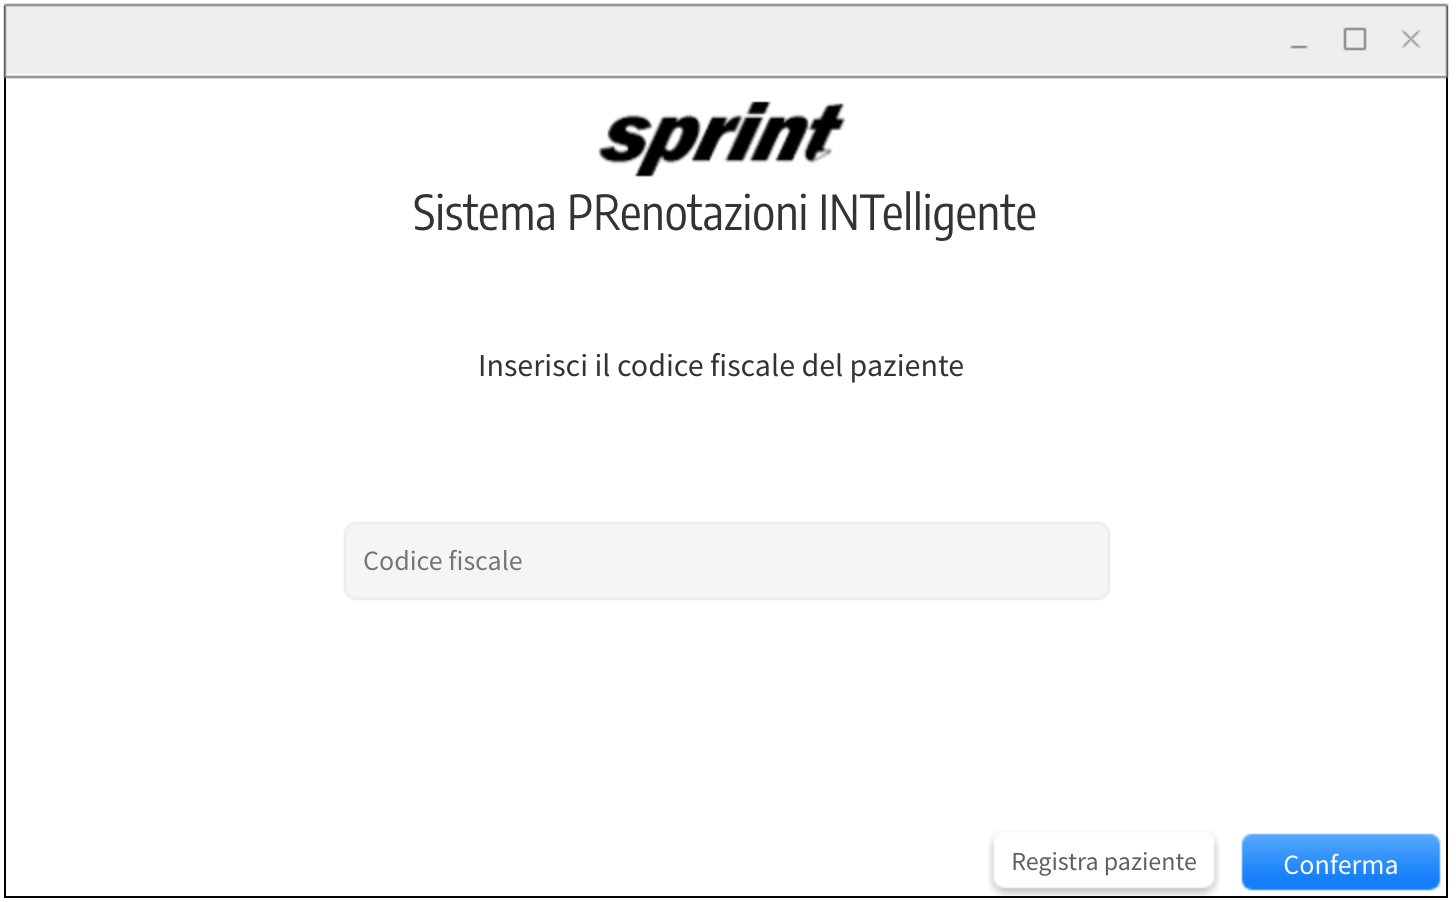 sprint
Sistema PRenotazioni INTelligente
Inserisci il codice fiscale del paziente
Codice fiscale
Registra paziente
Conferma